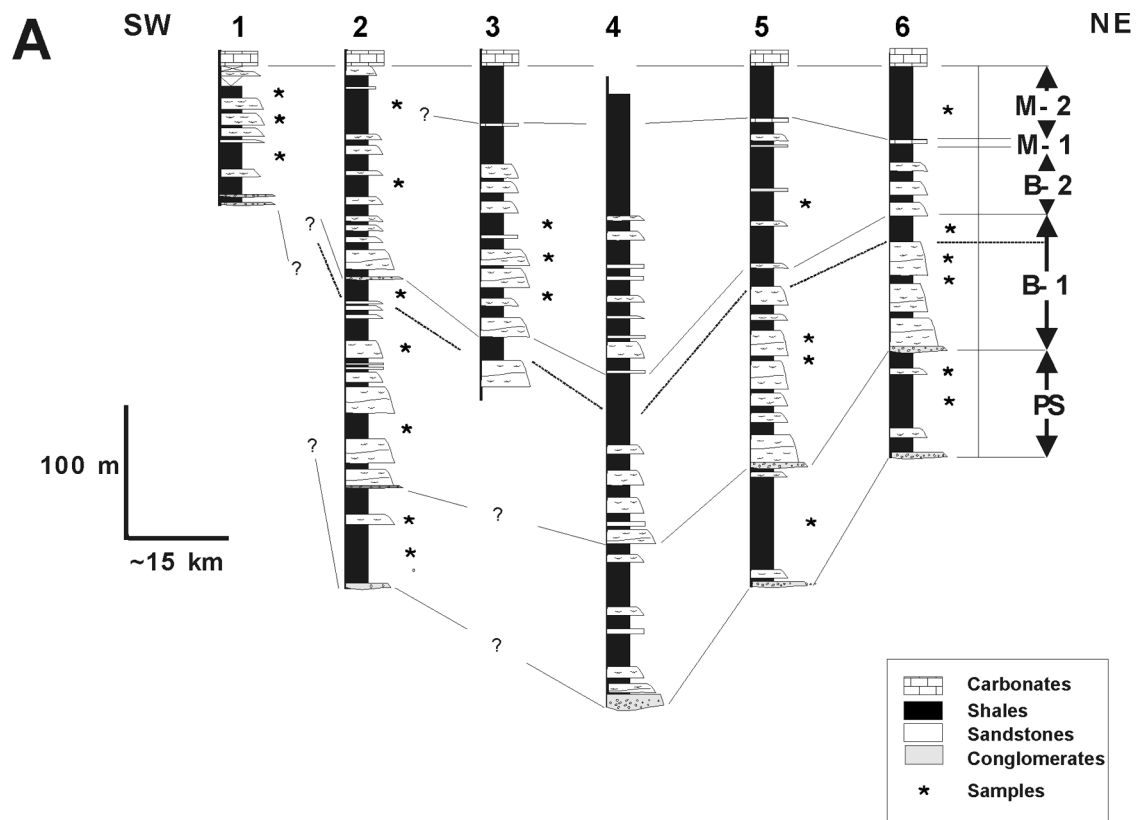 A
SW 1 2 3 4 5 6 NE
M-2
?
M-1
B-2
?
?
B-1
PS
100 m
?
?
~15 km
?
Carbonates
Shales
Sandstones
Conglomerates
* Samples